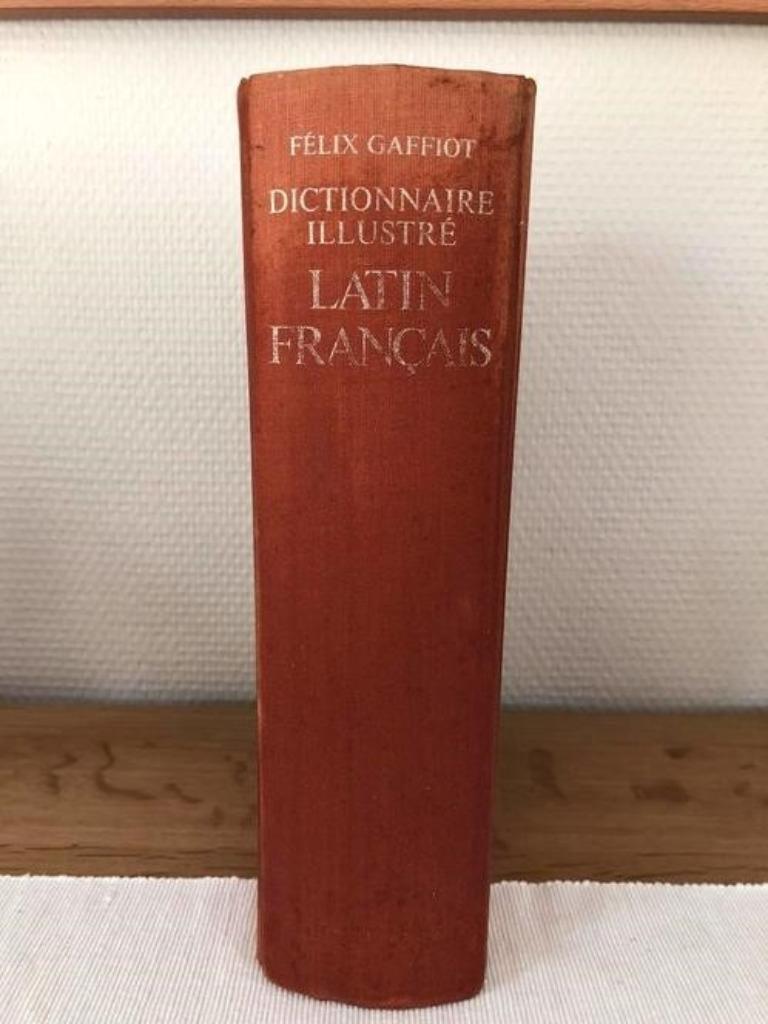 FÉLIX GAFFIOT
DICTIONNAIRE
ILLUSTRÉ
LATIN
FRANÇAIS